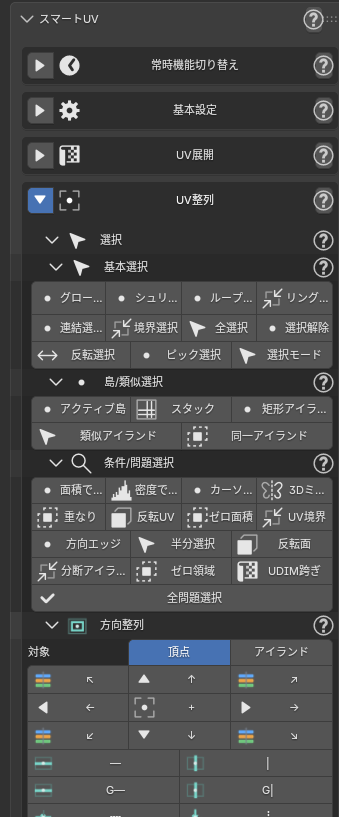 スマートUV ?
常時機能切り替え ?
基本設定 ?
UV展開 ?
UV整列 ?
選択 ?
基本選択 ?
グロー... シュリ... ループ... リング...
連結選... 境界選択 全選択 選択解除
反転選択 ピック選択 選択モード
島/類似選択 ?
アクティブ島 スタック 矩形アイラ...
類似アイランド 同一アイランド
条件/問題選択 ?
面積で... 密度で... カーソ... 3Dミ...
重なり 反転UV ゼロ面積 UV境界
方向エッジ 半分選択 反転面
分断アイラ... ゼロ領域 UDIM跨ぎ
全問題選択
方向整列 ?
対象 頂点 アイランド
↖ ↑ ↗
← + →
↙ ↓ ↘
— |
G— G|